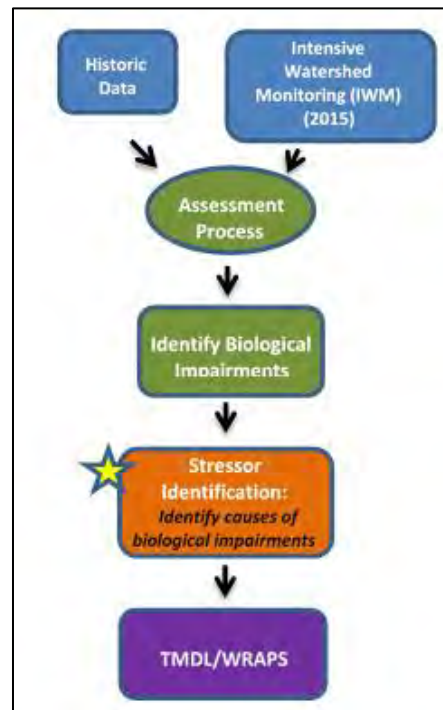 Historic
Data
Intensive
Watershed
Monitoring (IWM)
(2015)
Assessment
Process
Identify Biological
Impairments
Stressor
Identification:
Identify causes of
biological impairments
TMDL/WRAPS